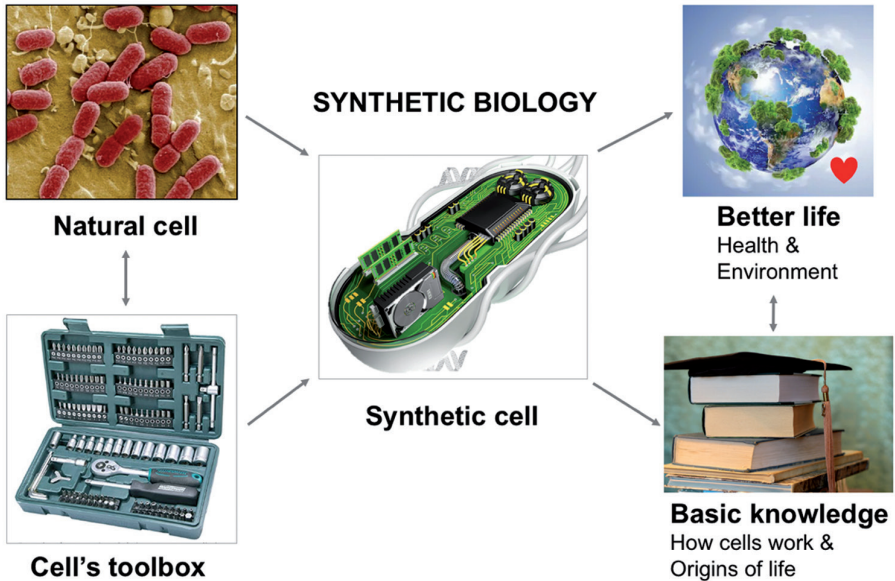 SYNTHETIC BIOLOGY
Natural cell
Better life
Health &
Environment
Synthetic cell
Cell's toolbox
Basic knowledge
How cells work &
Origins of life